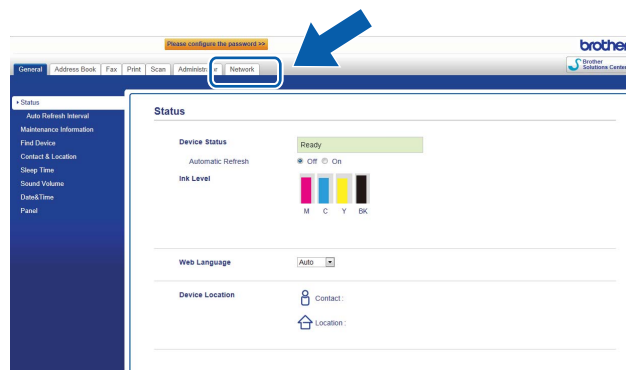 Please configure the password >>
brother
General Address Book Fax Print Scan Administrator Network
Brother
Solutions Center
Status
Auto Refresh Interval
Maintenance Information
Find Device
Contact & Location
Sleep Time
Sound Volume
Date&Time
Panel
Status
Device Status Ready
Automatic Refresh Off On
Ink Level
M C Y BK
Web Language Auto
Device Location Contact :
Location :